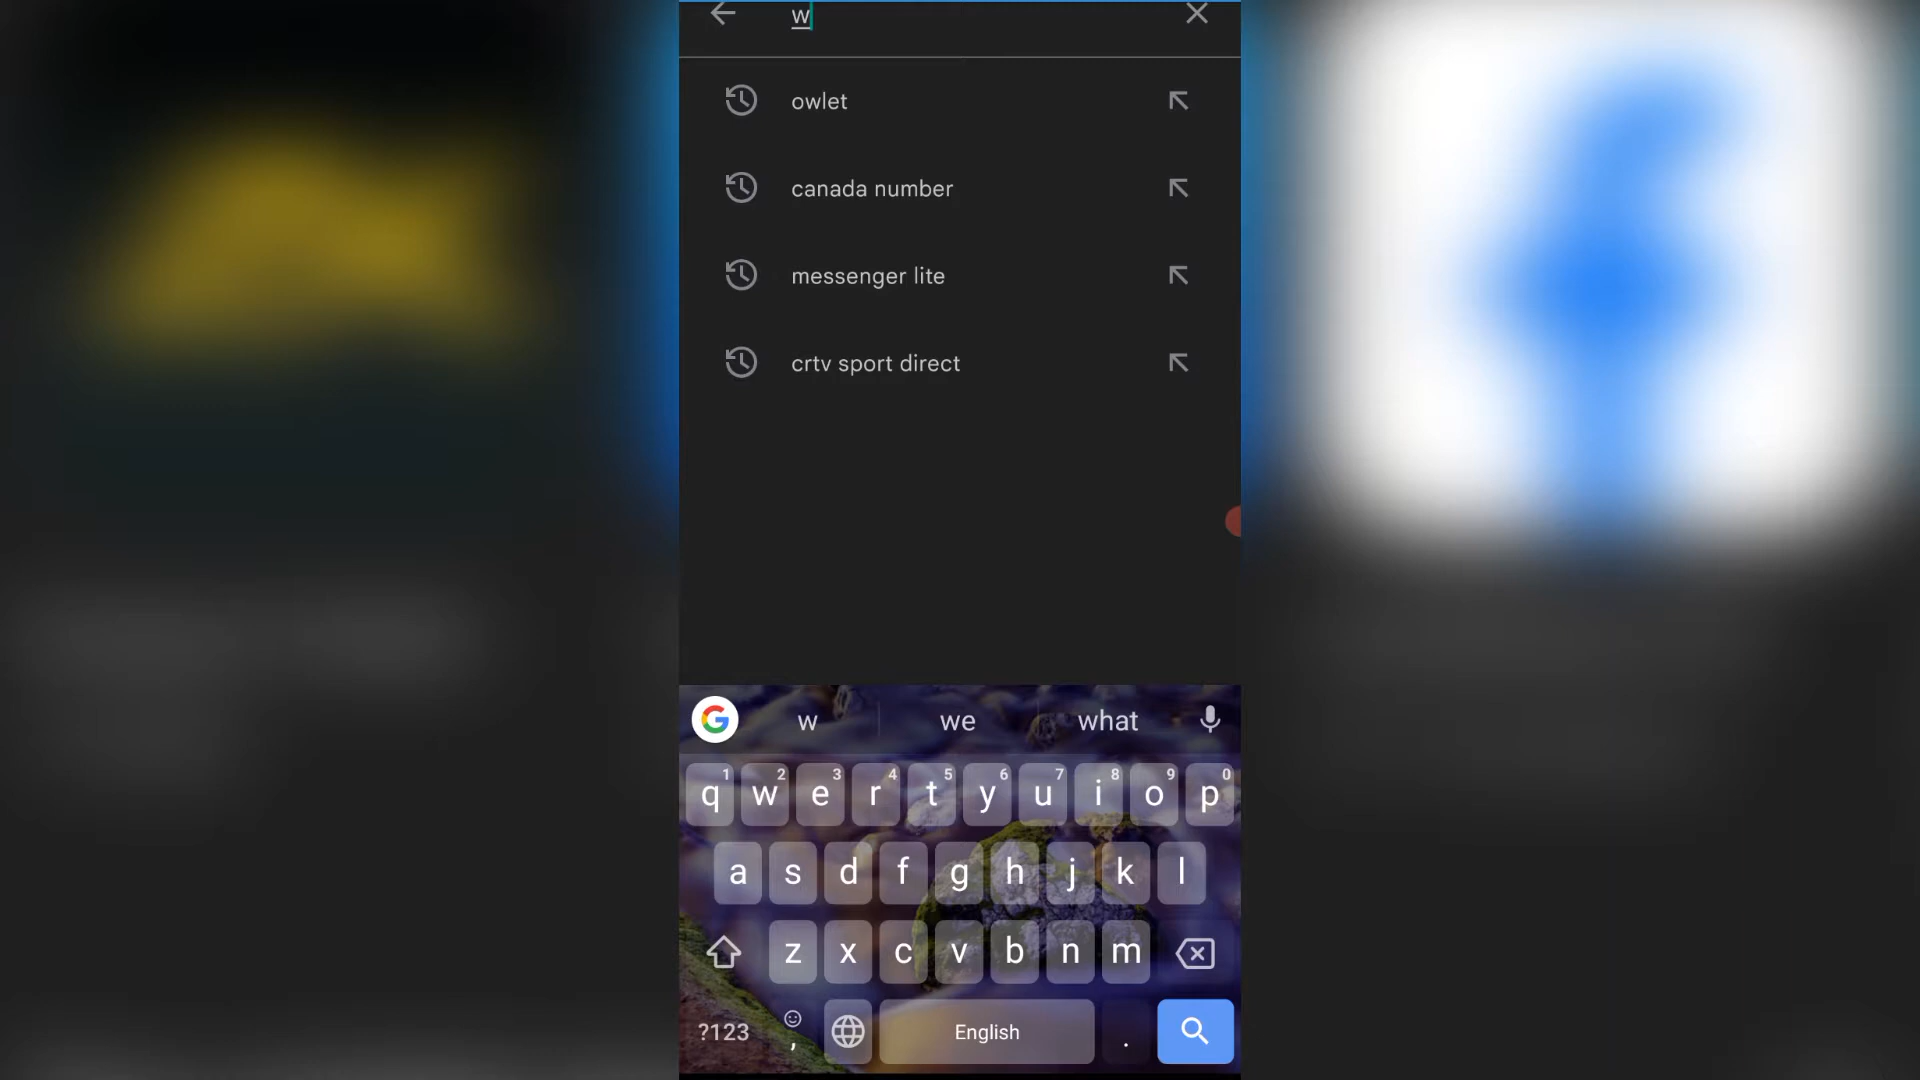 w
owlet
canada number
messenger lite
crtv sport direct
w we what
1 2 3 4 5 6 7 8 9 0
q w e r t y u i o p
a s d f g h j k l
z x c v b n m
?123 , English .